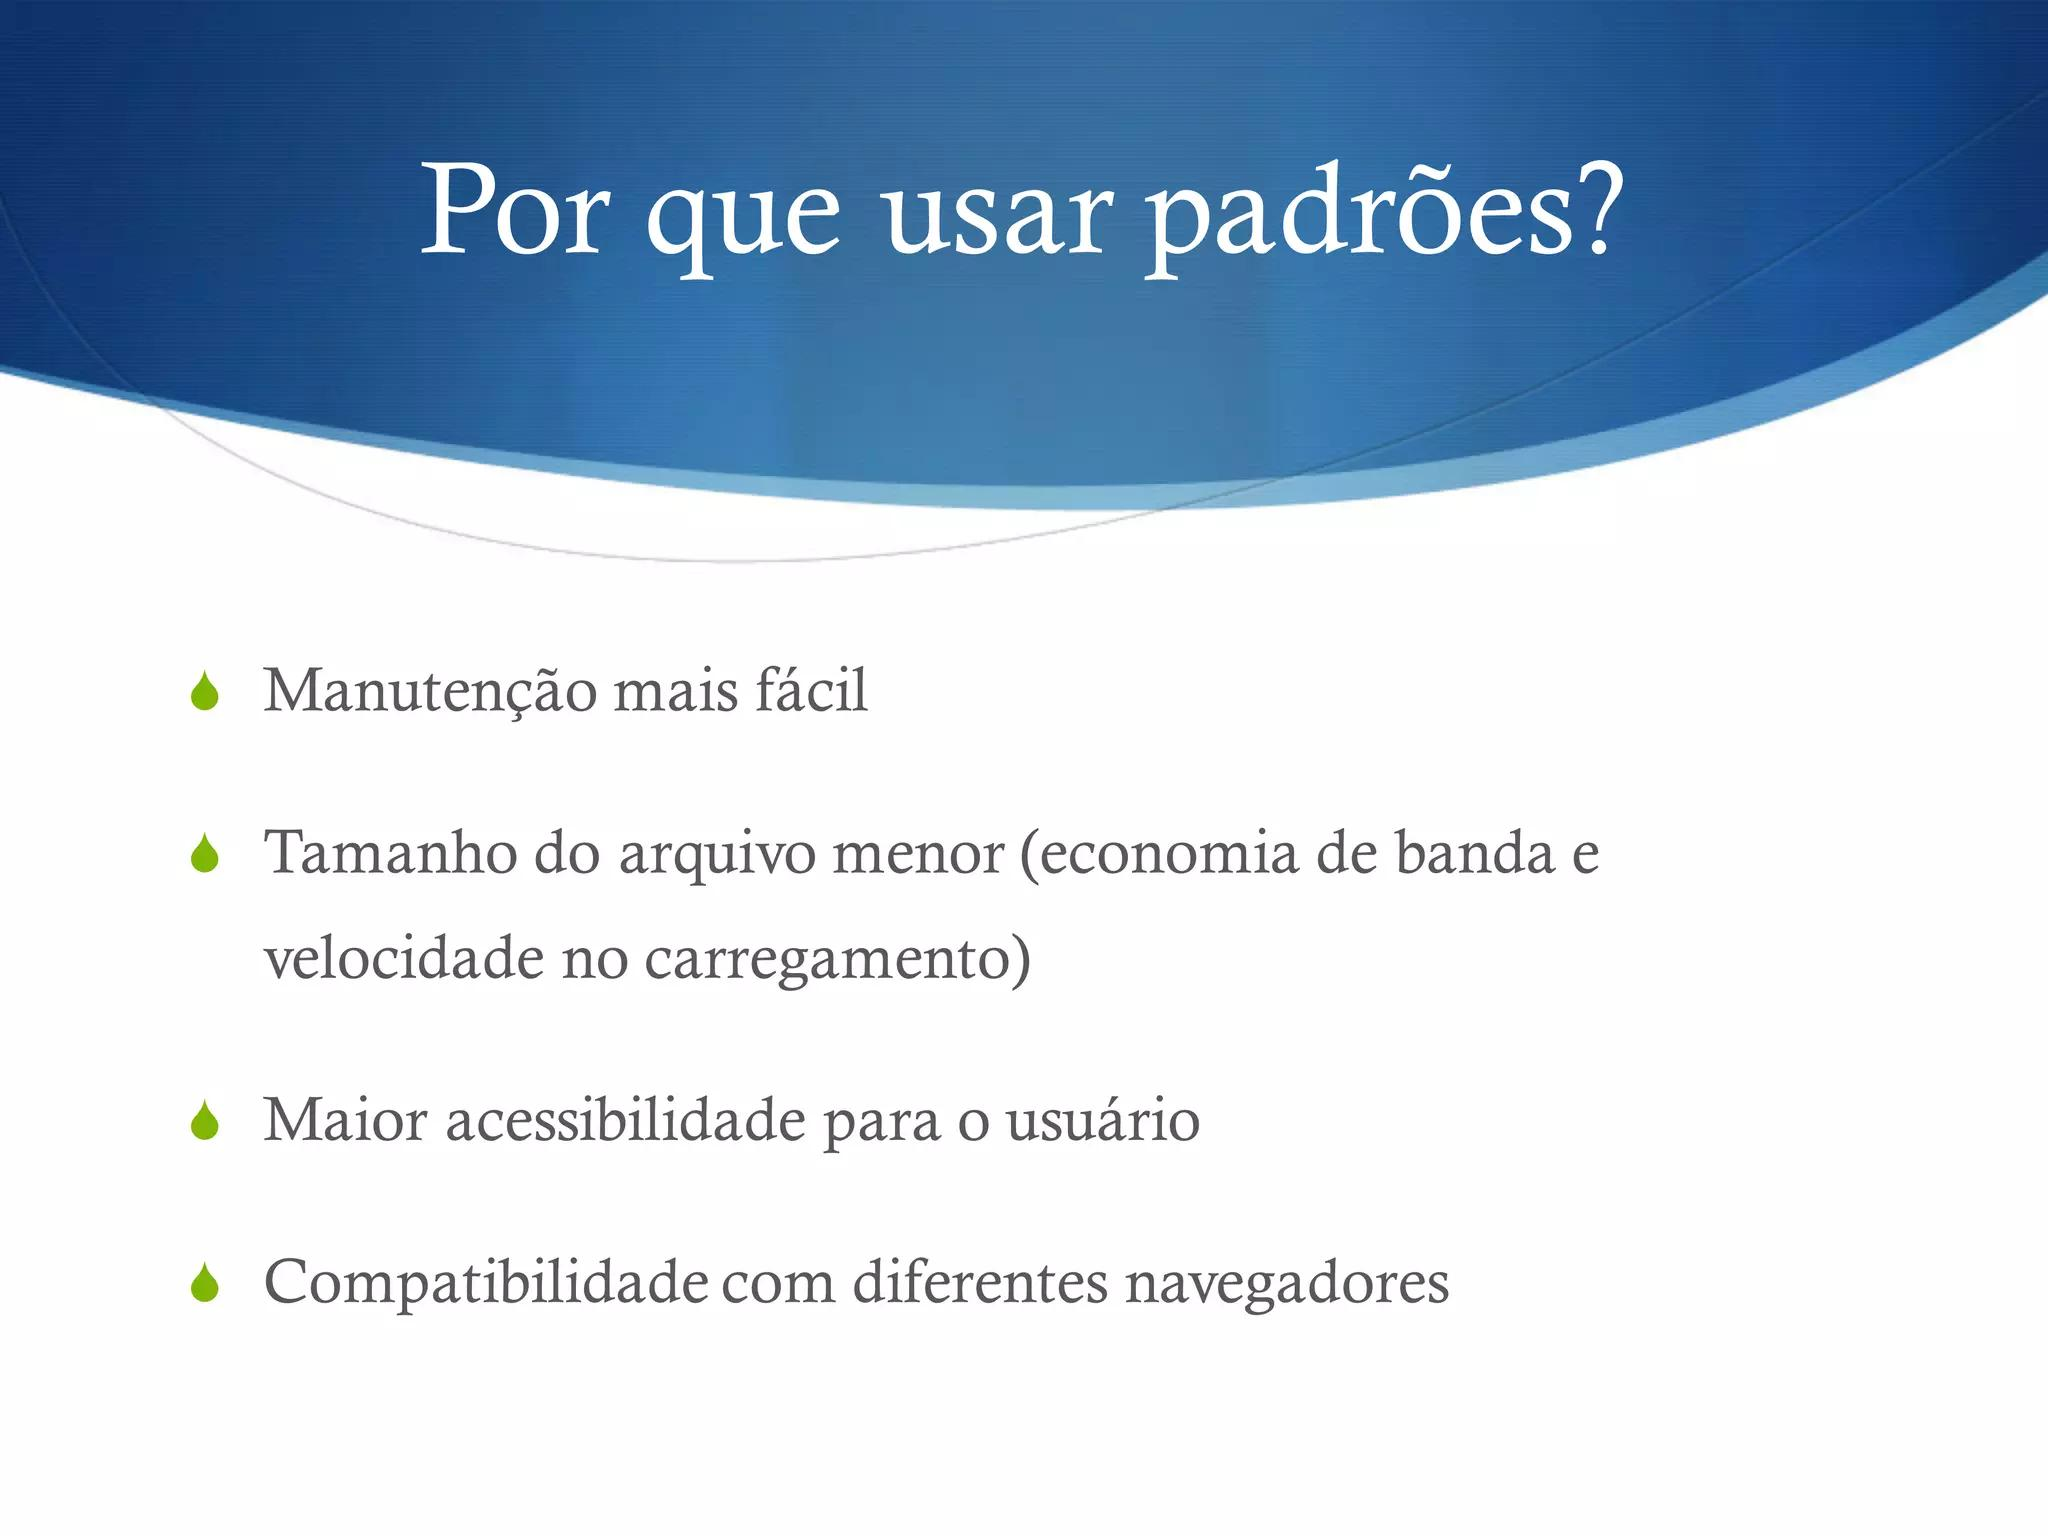 Por que usar padrões?
Manutenção mais fácil
Tamanho do arquivo menor (economia de banda e
velocidade no carregamento)
Maior acessibilidade para o usuário
Compatibilidade com diferentes navegadores